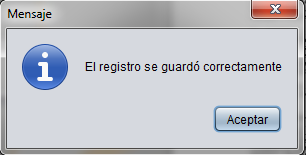 Mensaje
El registro se guardó correctamente
Aceptar